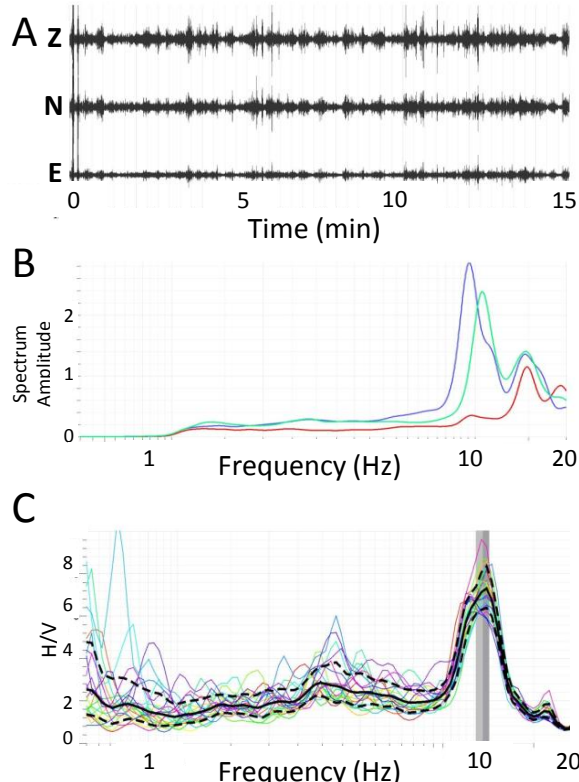 A
Z
N
E
0 5 10 15
Time (min)
B
Spectrum
Amplitude
2
1
0
1 10 20
Frequency (Hz)
C
H/V
8
6
4
2
0
1 10 20
Frequency (Hz)